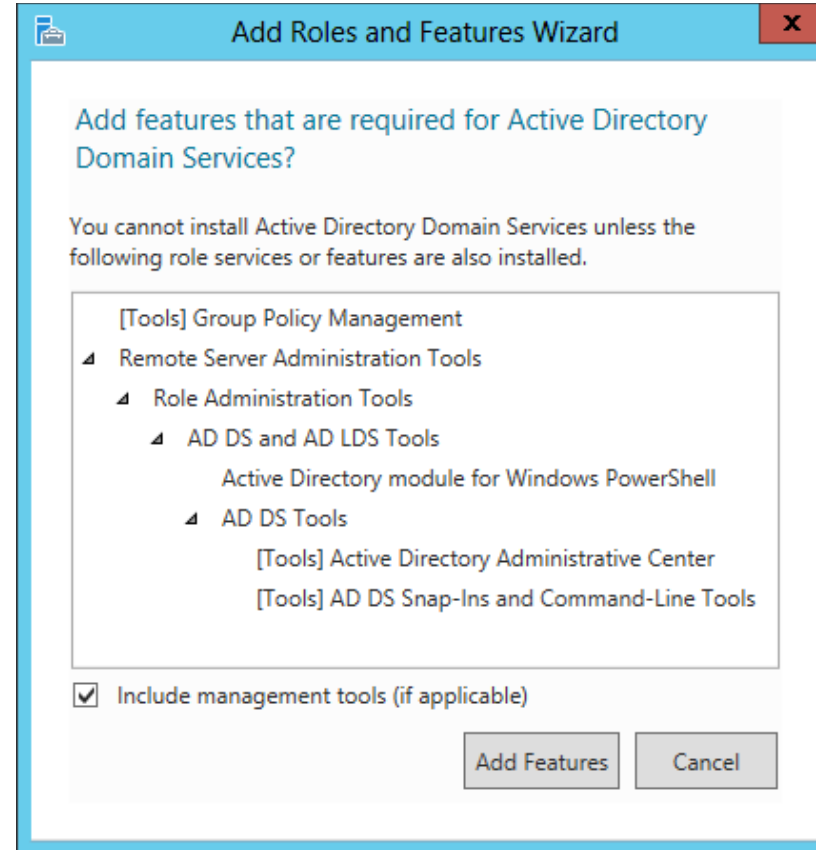 Add Roles and Features Wizard
x
Add features that are required for Active Directory
Domain Services?
You cannot install Active Directory Domain Services unless the
following role services or features are also installed.
[Tools] Group Policy Management
Remote Server Administration Tools
Role Administration Tools
AD DS and AD LDS Tools
Active Directory module for Windows PowerShell
AD DS Tools
[Tools] Active Directory Administrative Center
[Tools] AD DS Snap-Ins and Command-Line Tools
Include management tools (if applicable)
Add Features
Cancel